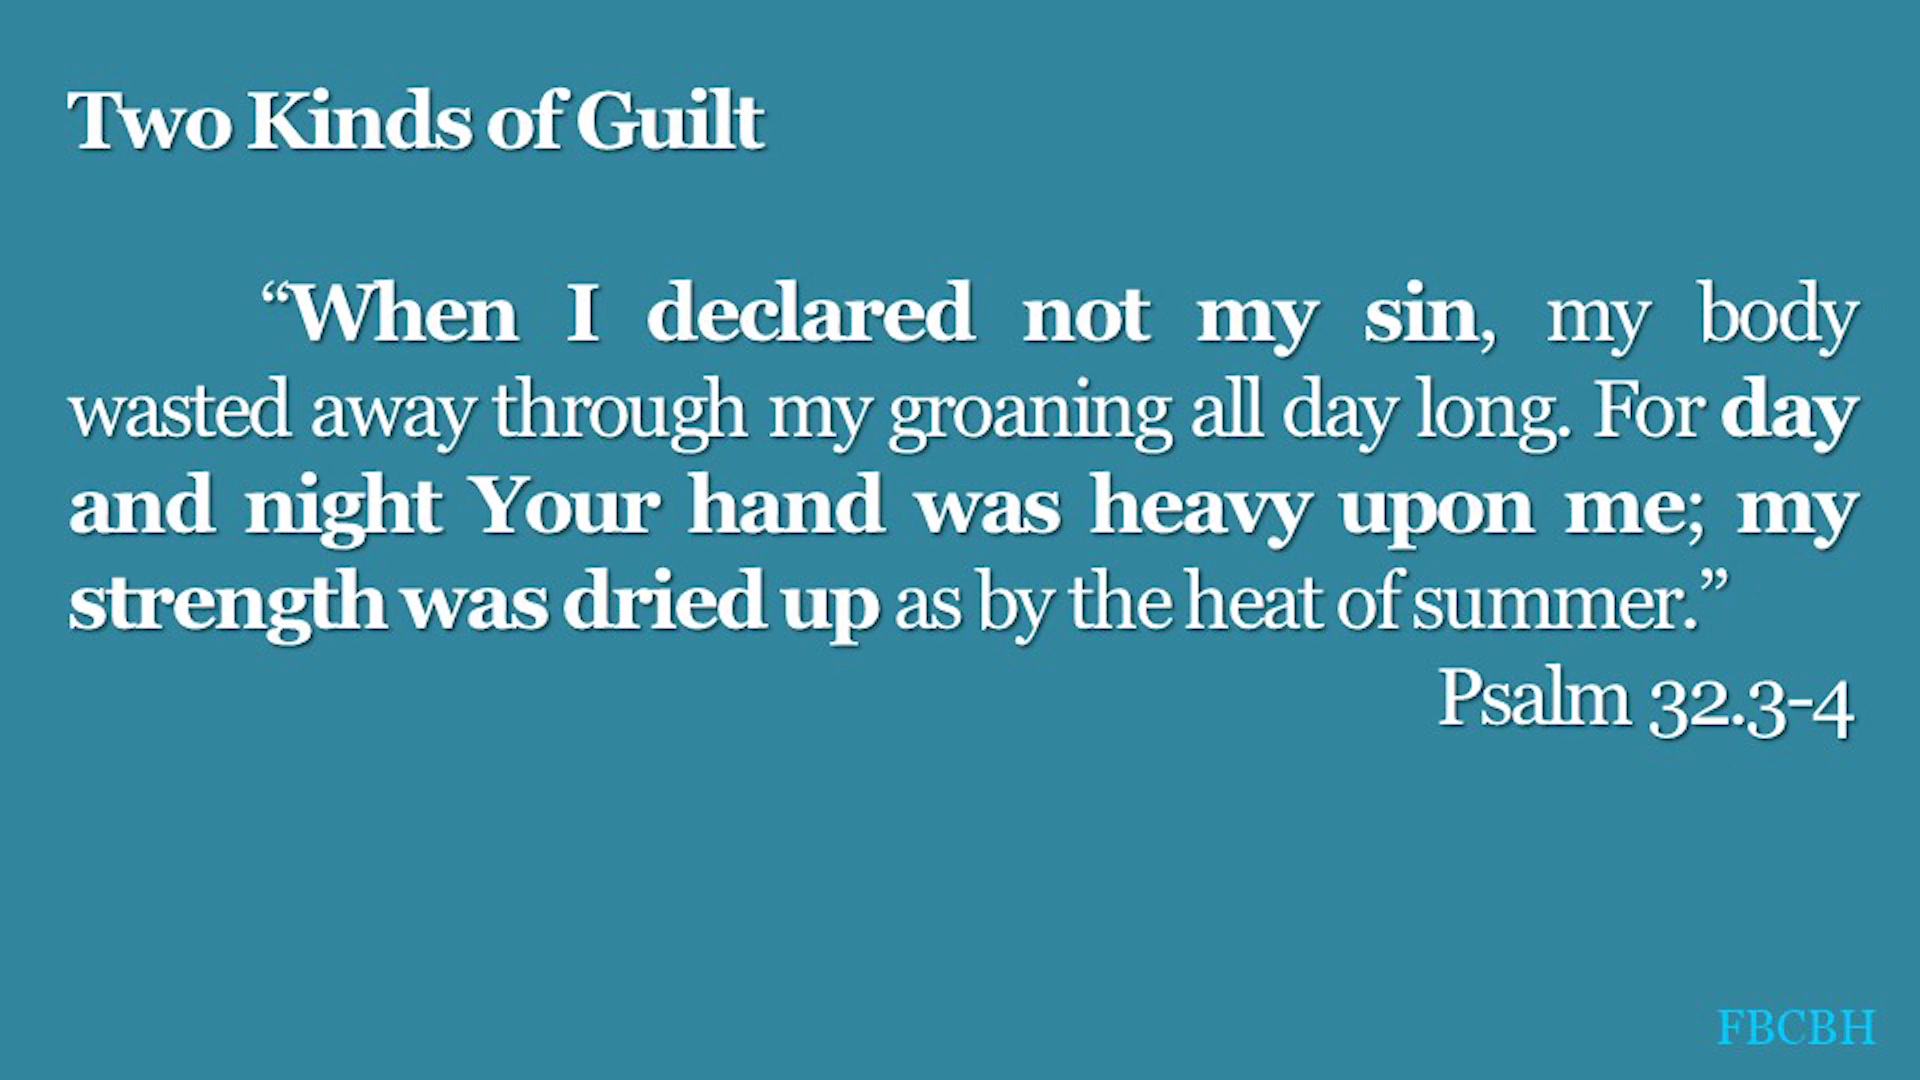 Two Kinds of Guilt
“When I declared not my sin, my body
wasted away through my groaning all day long. For day
and night Your hand was heavy upon me; my
strength was dried up as by the heat of summer.”
Psalm 32.3-4
FBCBH